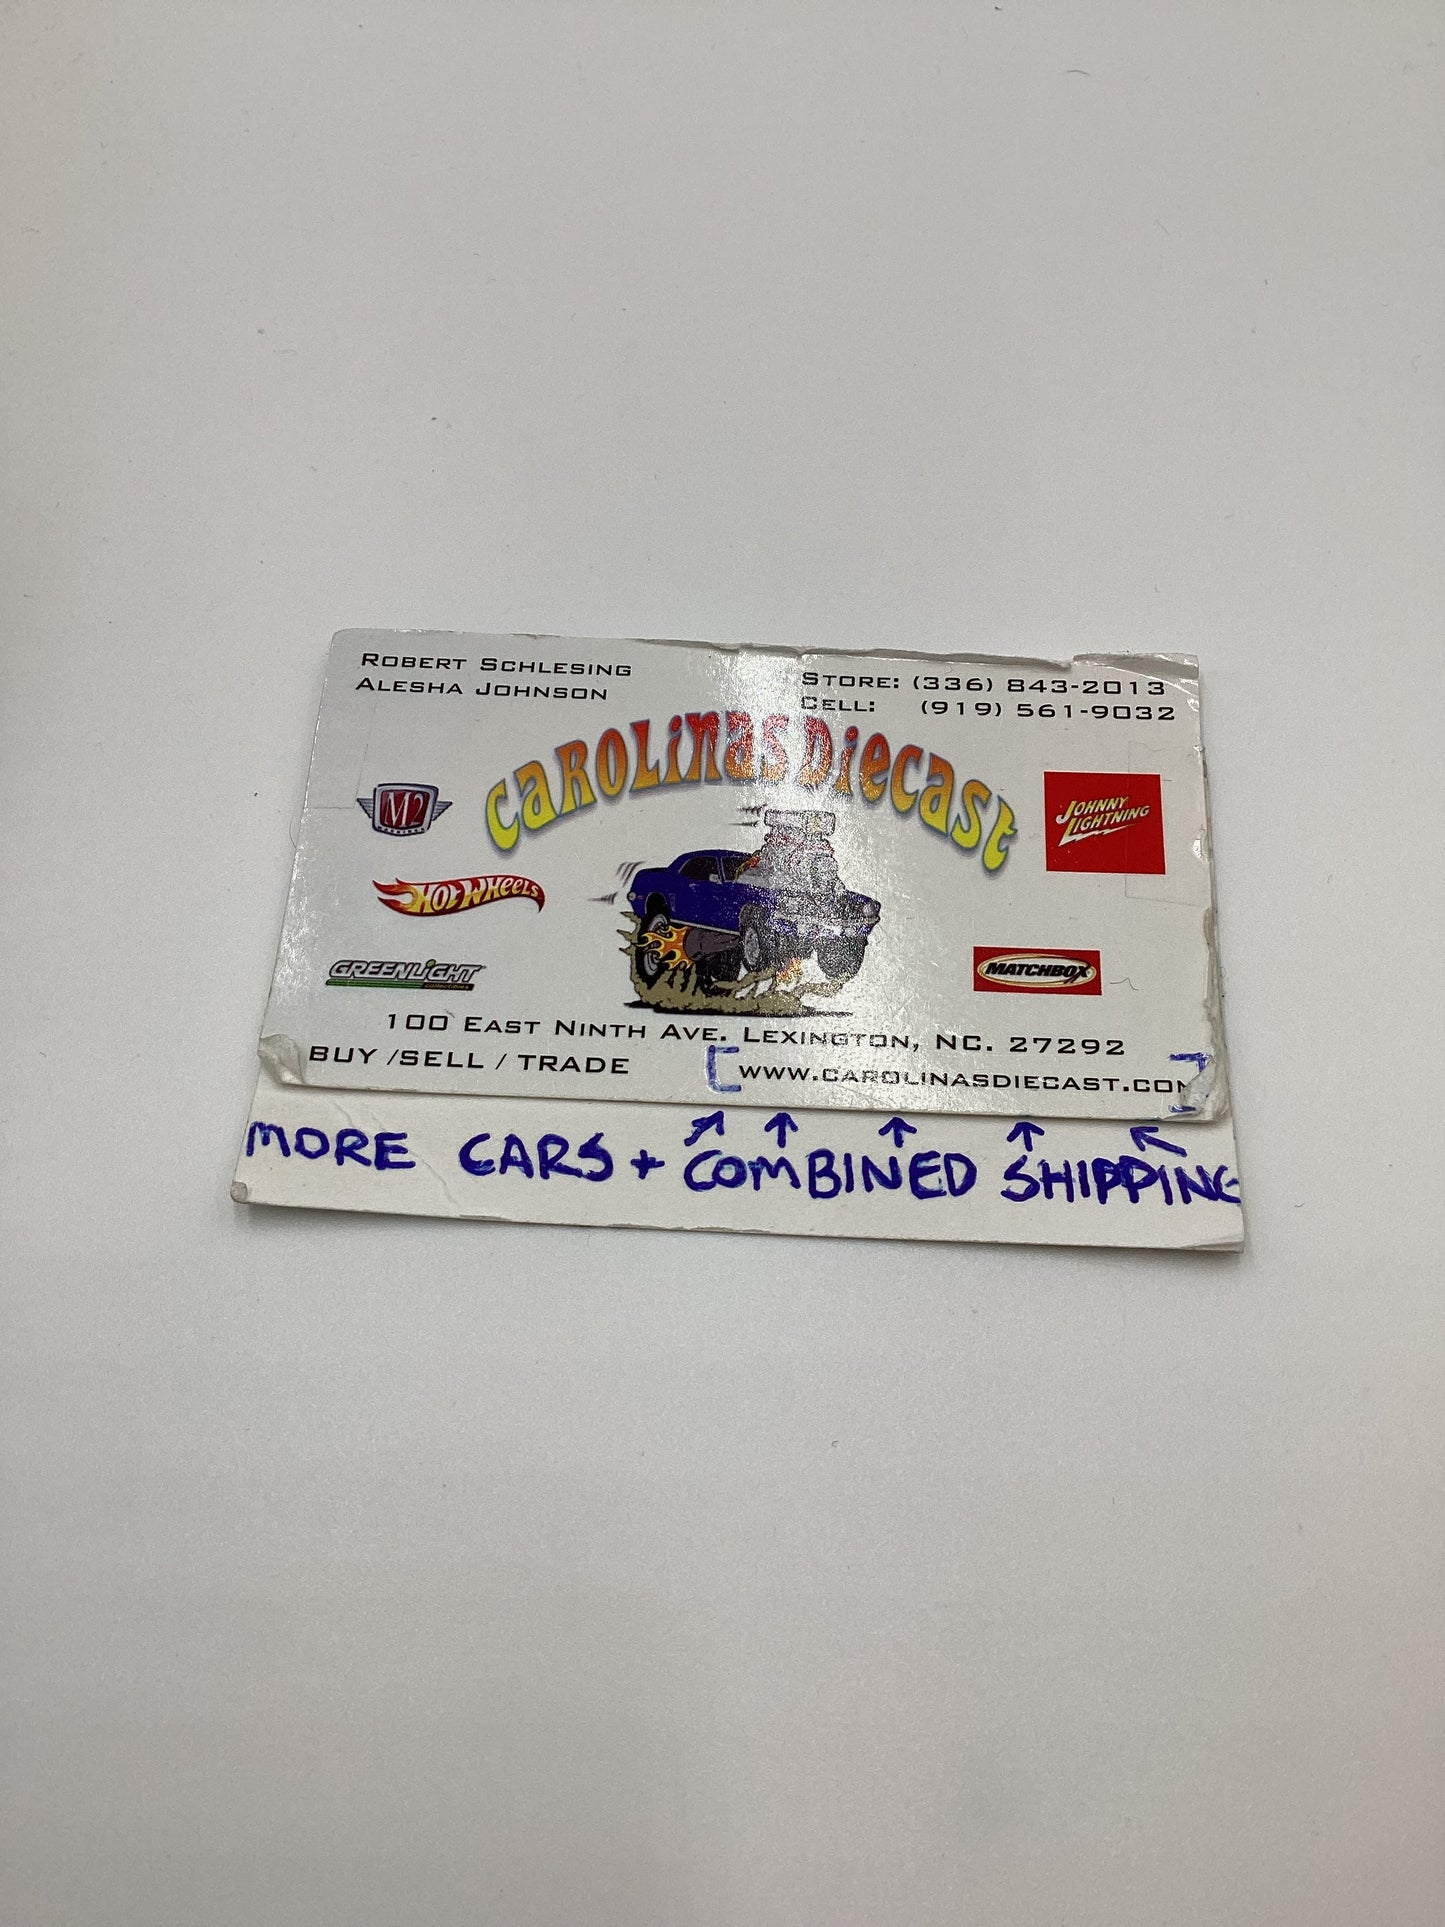 ROBERT SCHLESING
ALESHA JOHNSON
STORE: (336) 843-2013
CELL: (919) 561-9032
CAROLINAS DIECAST
M2
JOHNNY
LIGHTNING
HOT WHEELS
GREENLIGHT
MATCHBOX
100 EAST NINTH AVE. LEXINGTON, NC. 27292
BUY /SELL / TRADE
[WWW.CAROLINASDIECAST.COM]
MORE CARS + COMBINED SHIPPING